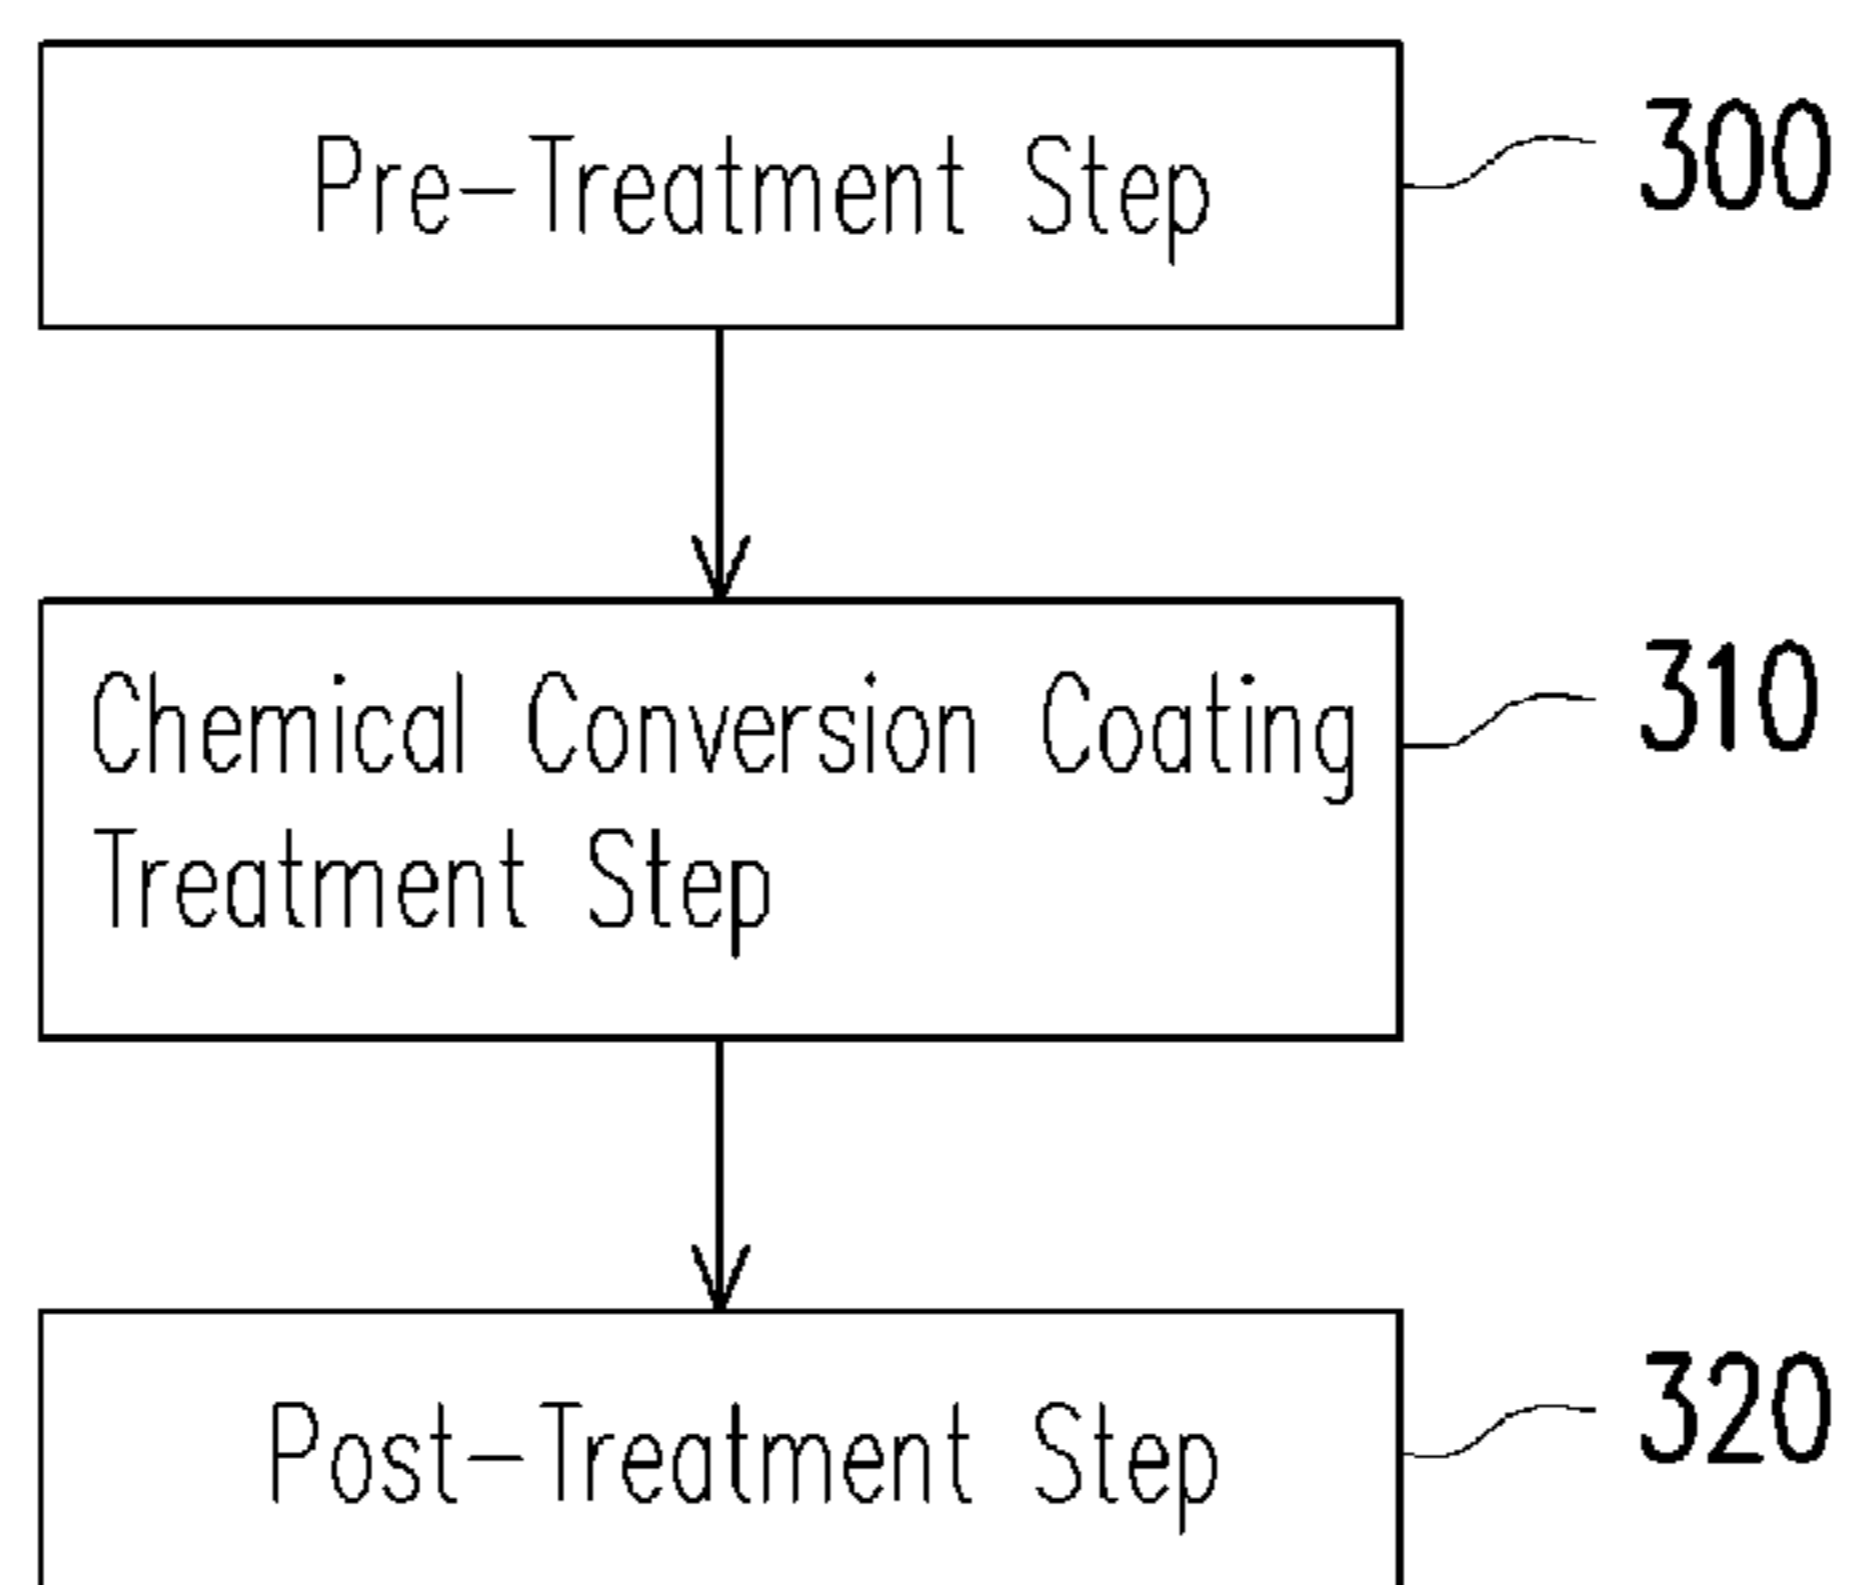 Pre-Treatment Step
300
Chemical Conversion Coating
Treatment Step
310
Post-Treatment Step
320